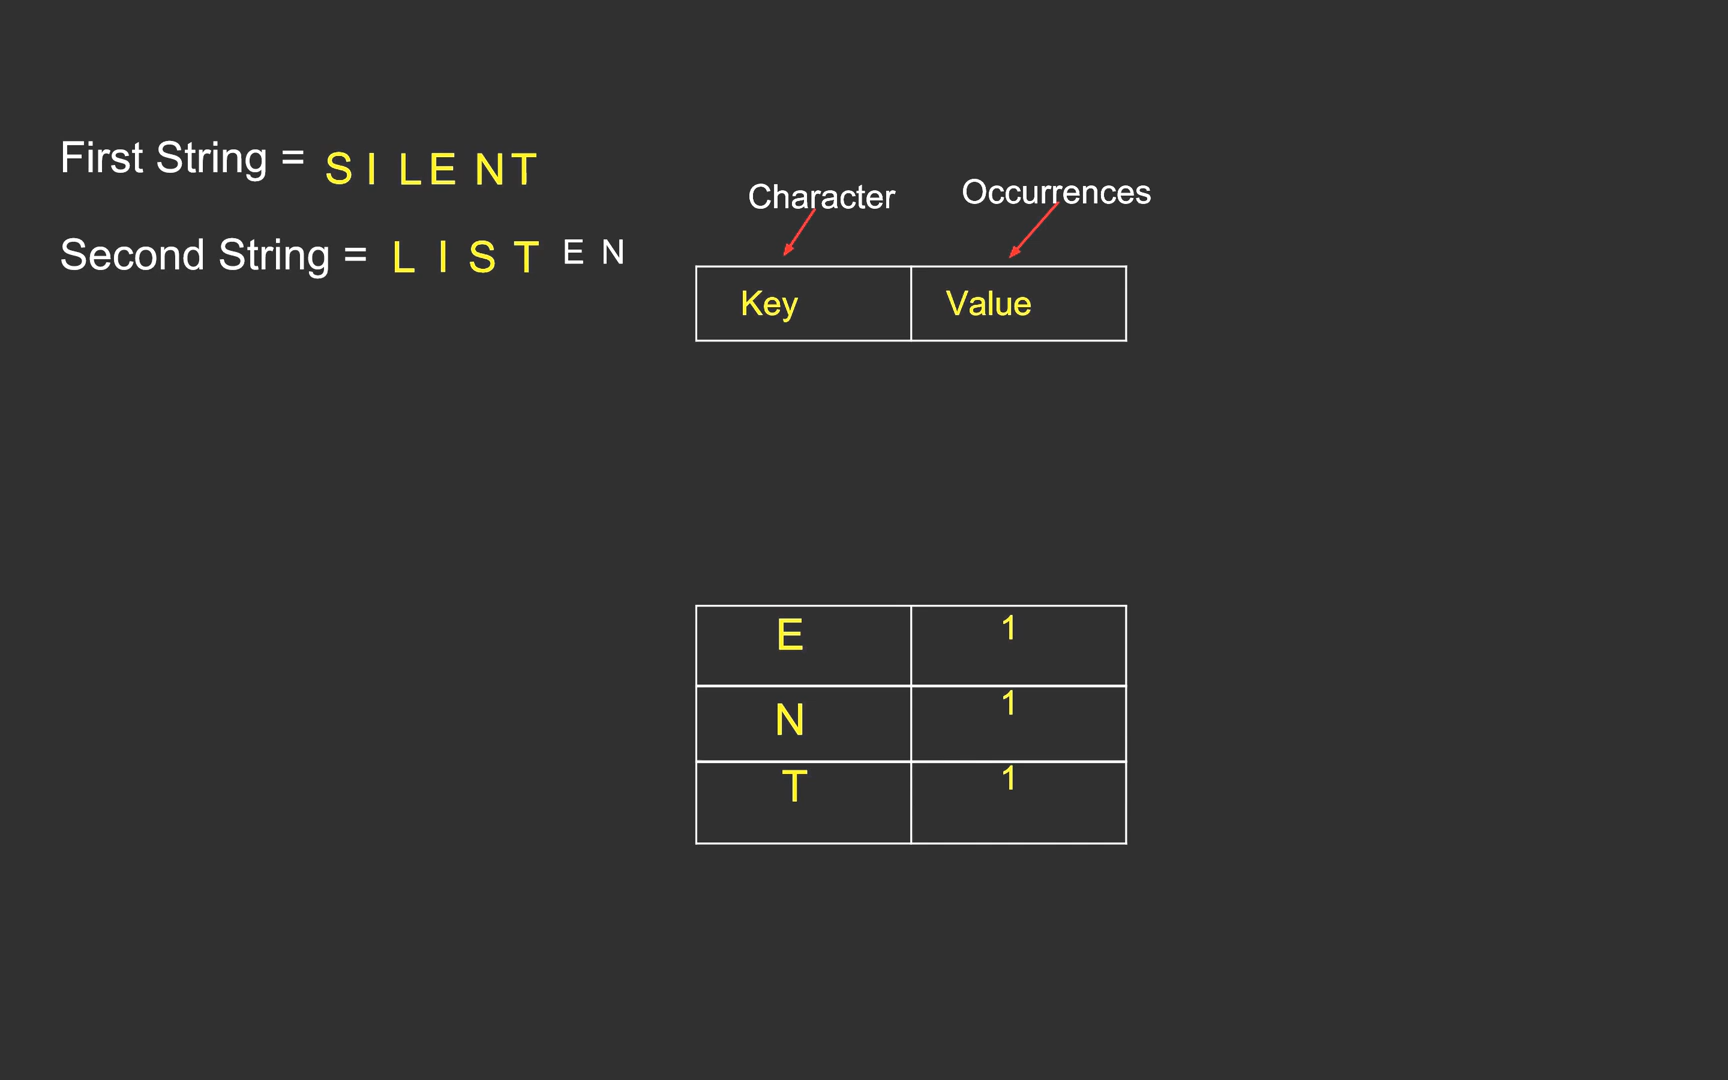 First String = S I L E N T
Second String = L I S T E N
Character Occurrences
Key Value
E 1
N 1
T 1